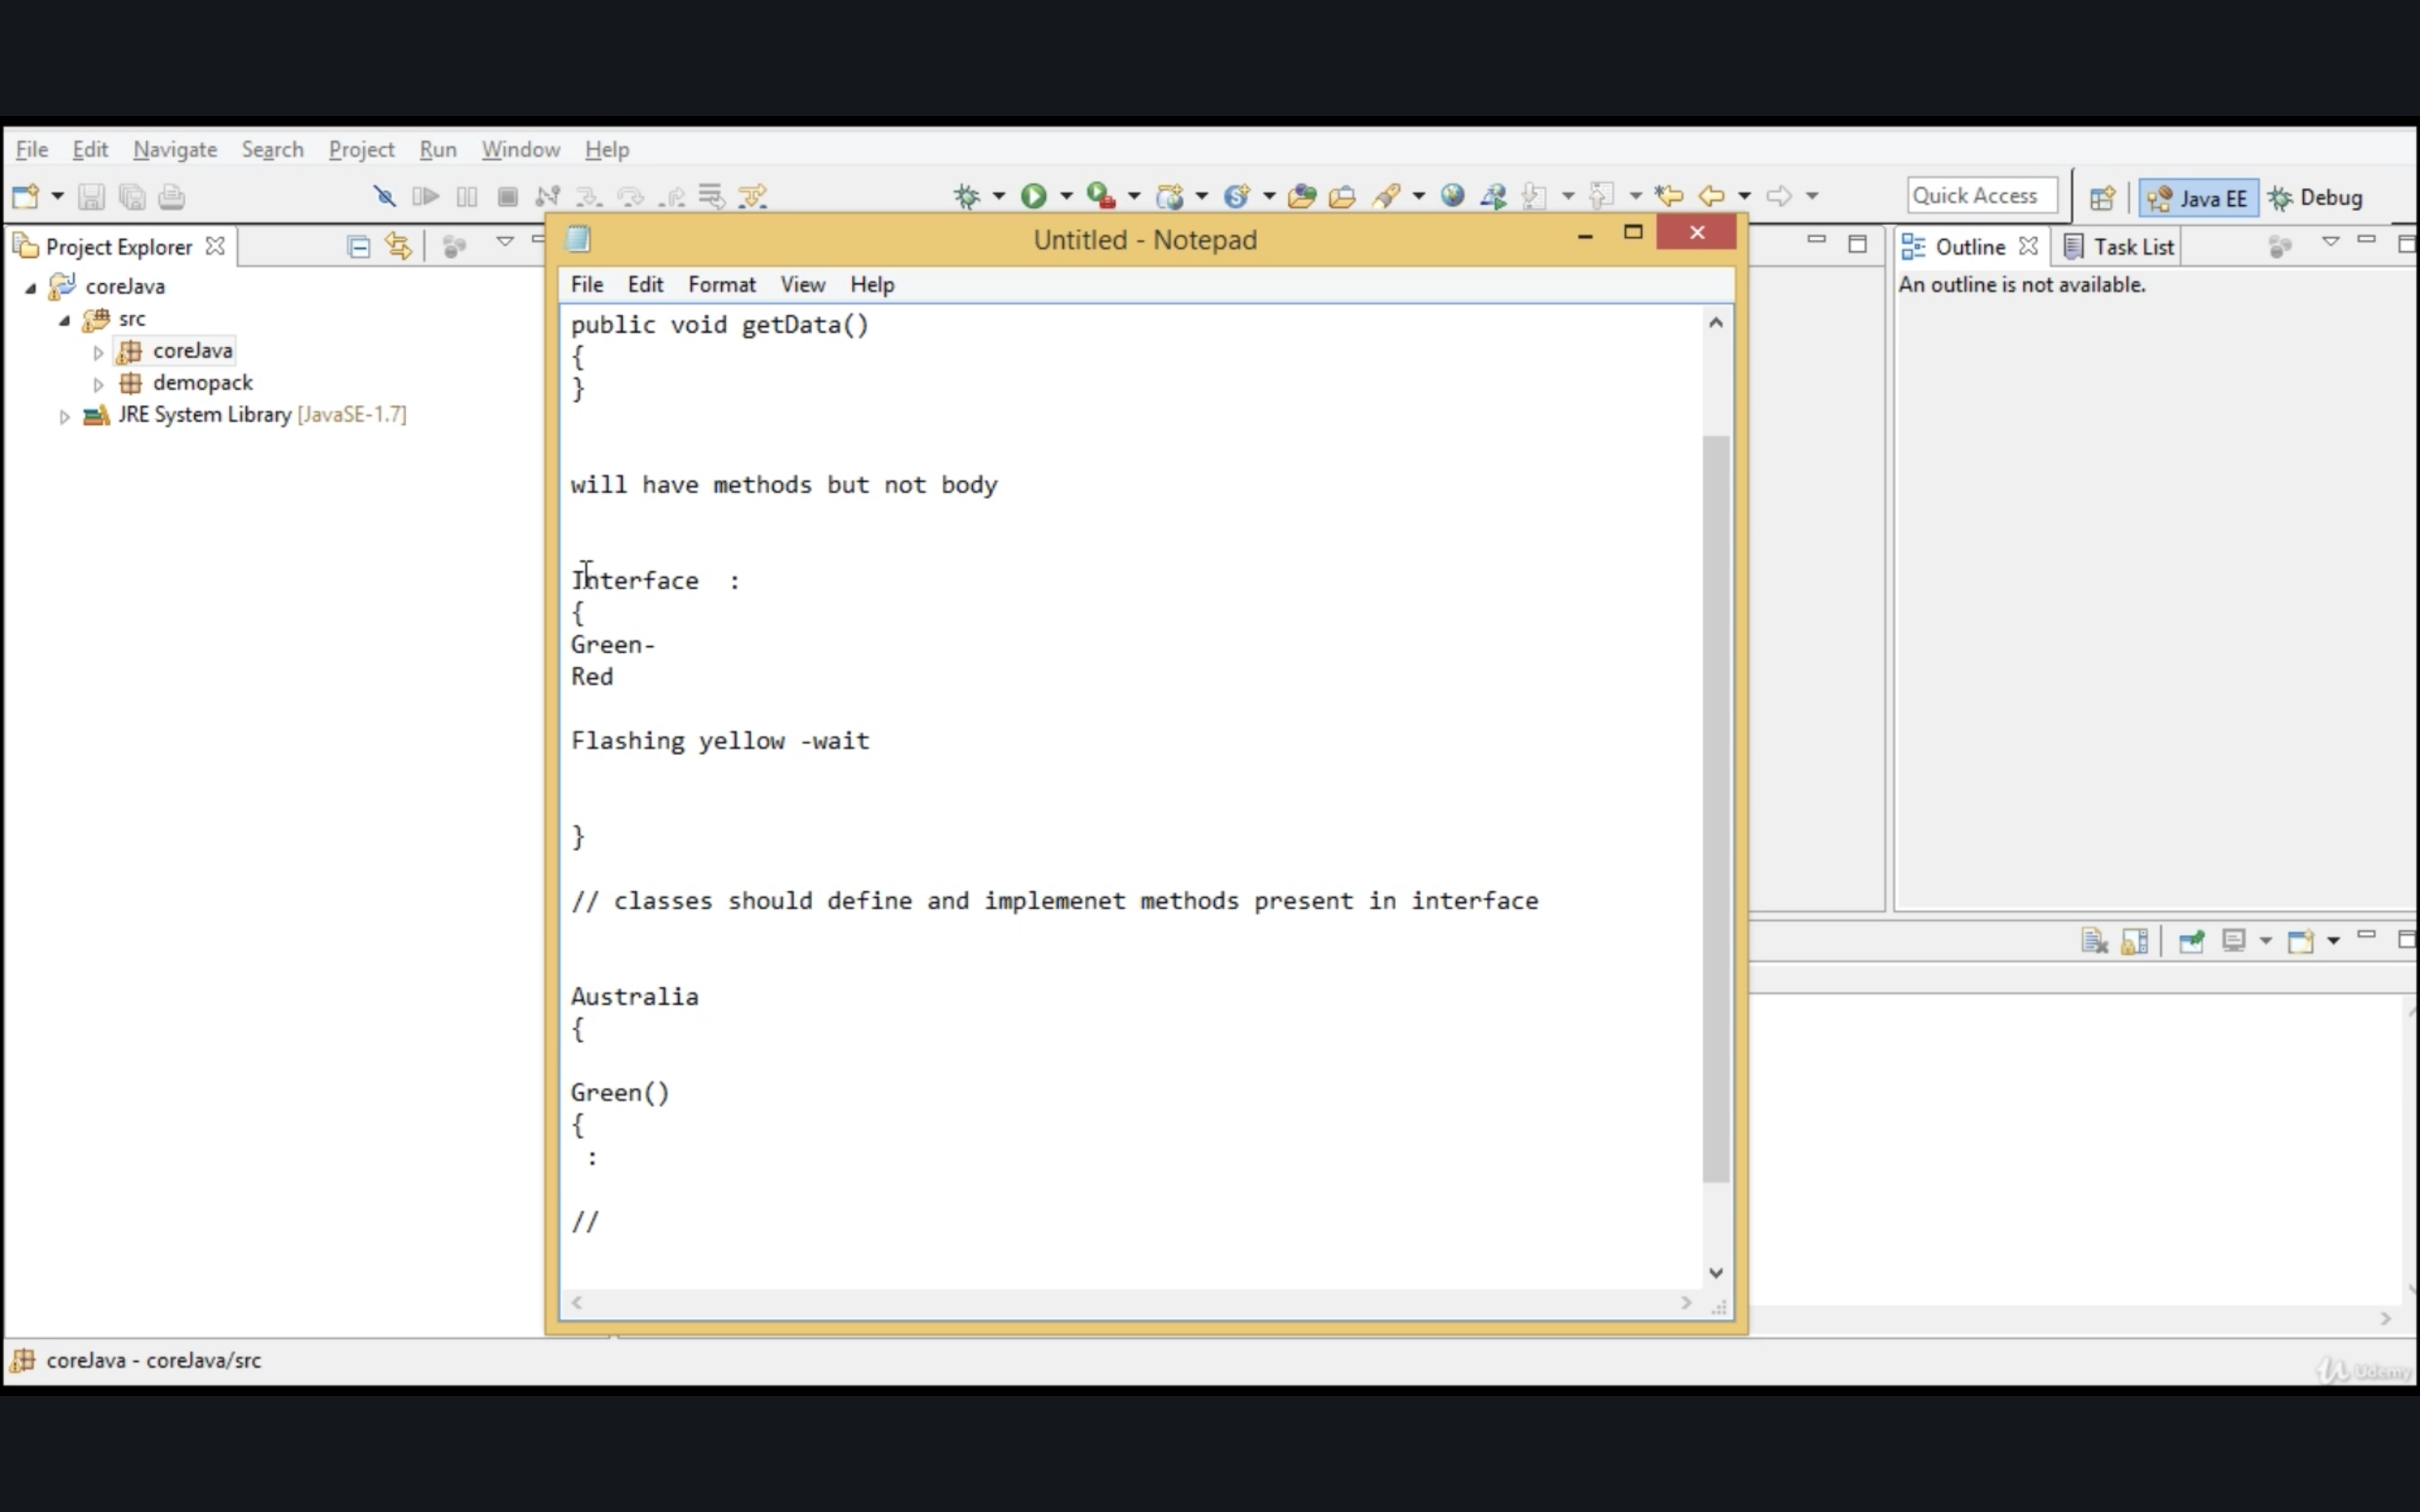 File Edit Navigate Search Project Run Window Help
Quick Access Java EE Debug
Project Explorer
coreJava
src
coreJava
demopack
JRE System Library [JavaSE-1.7]
Untitled - Notepad
File Edit Format View Help
public void getData()
{
}
will have methods but not body
Interface :
{
Green-
Red
Flashing yellow -wait
}
// classes should define and implemenet methods present in interface
Australia
{
Green()
{
:
//
Outline Task List
An outline is not available.
coreJava - coreJava/src
Udemy